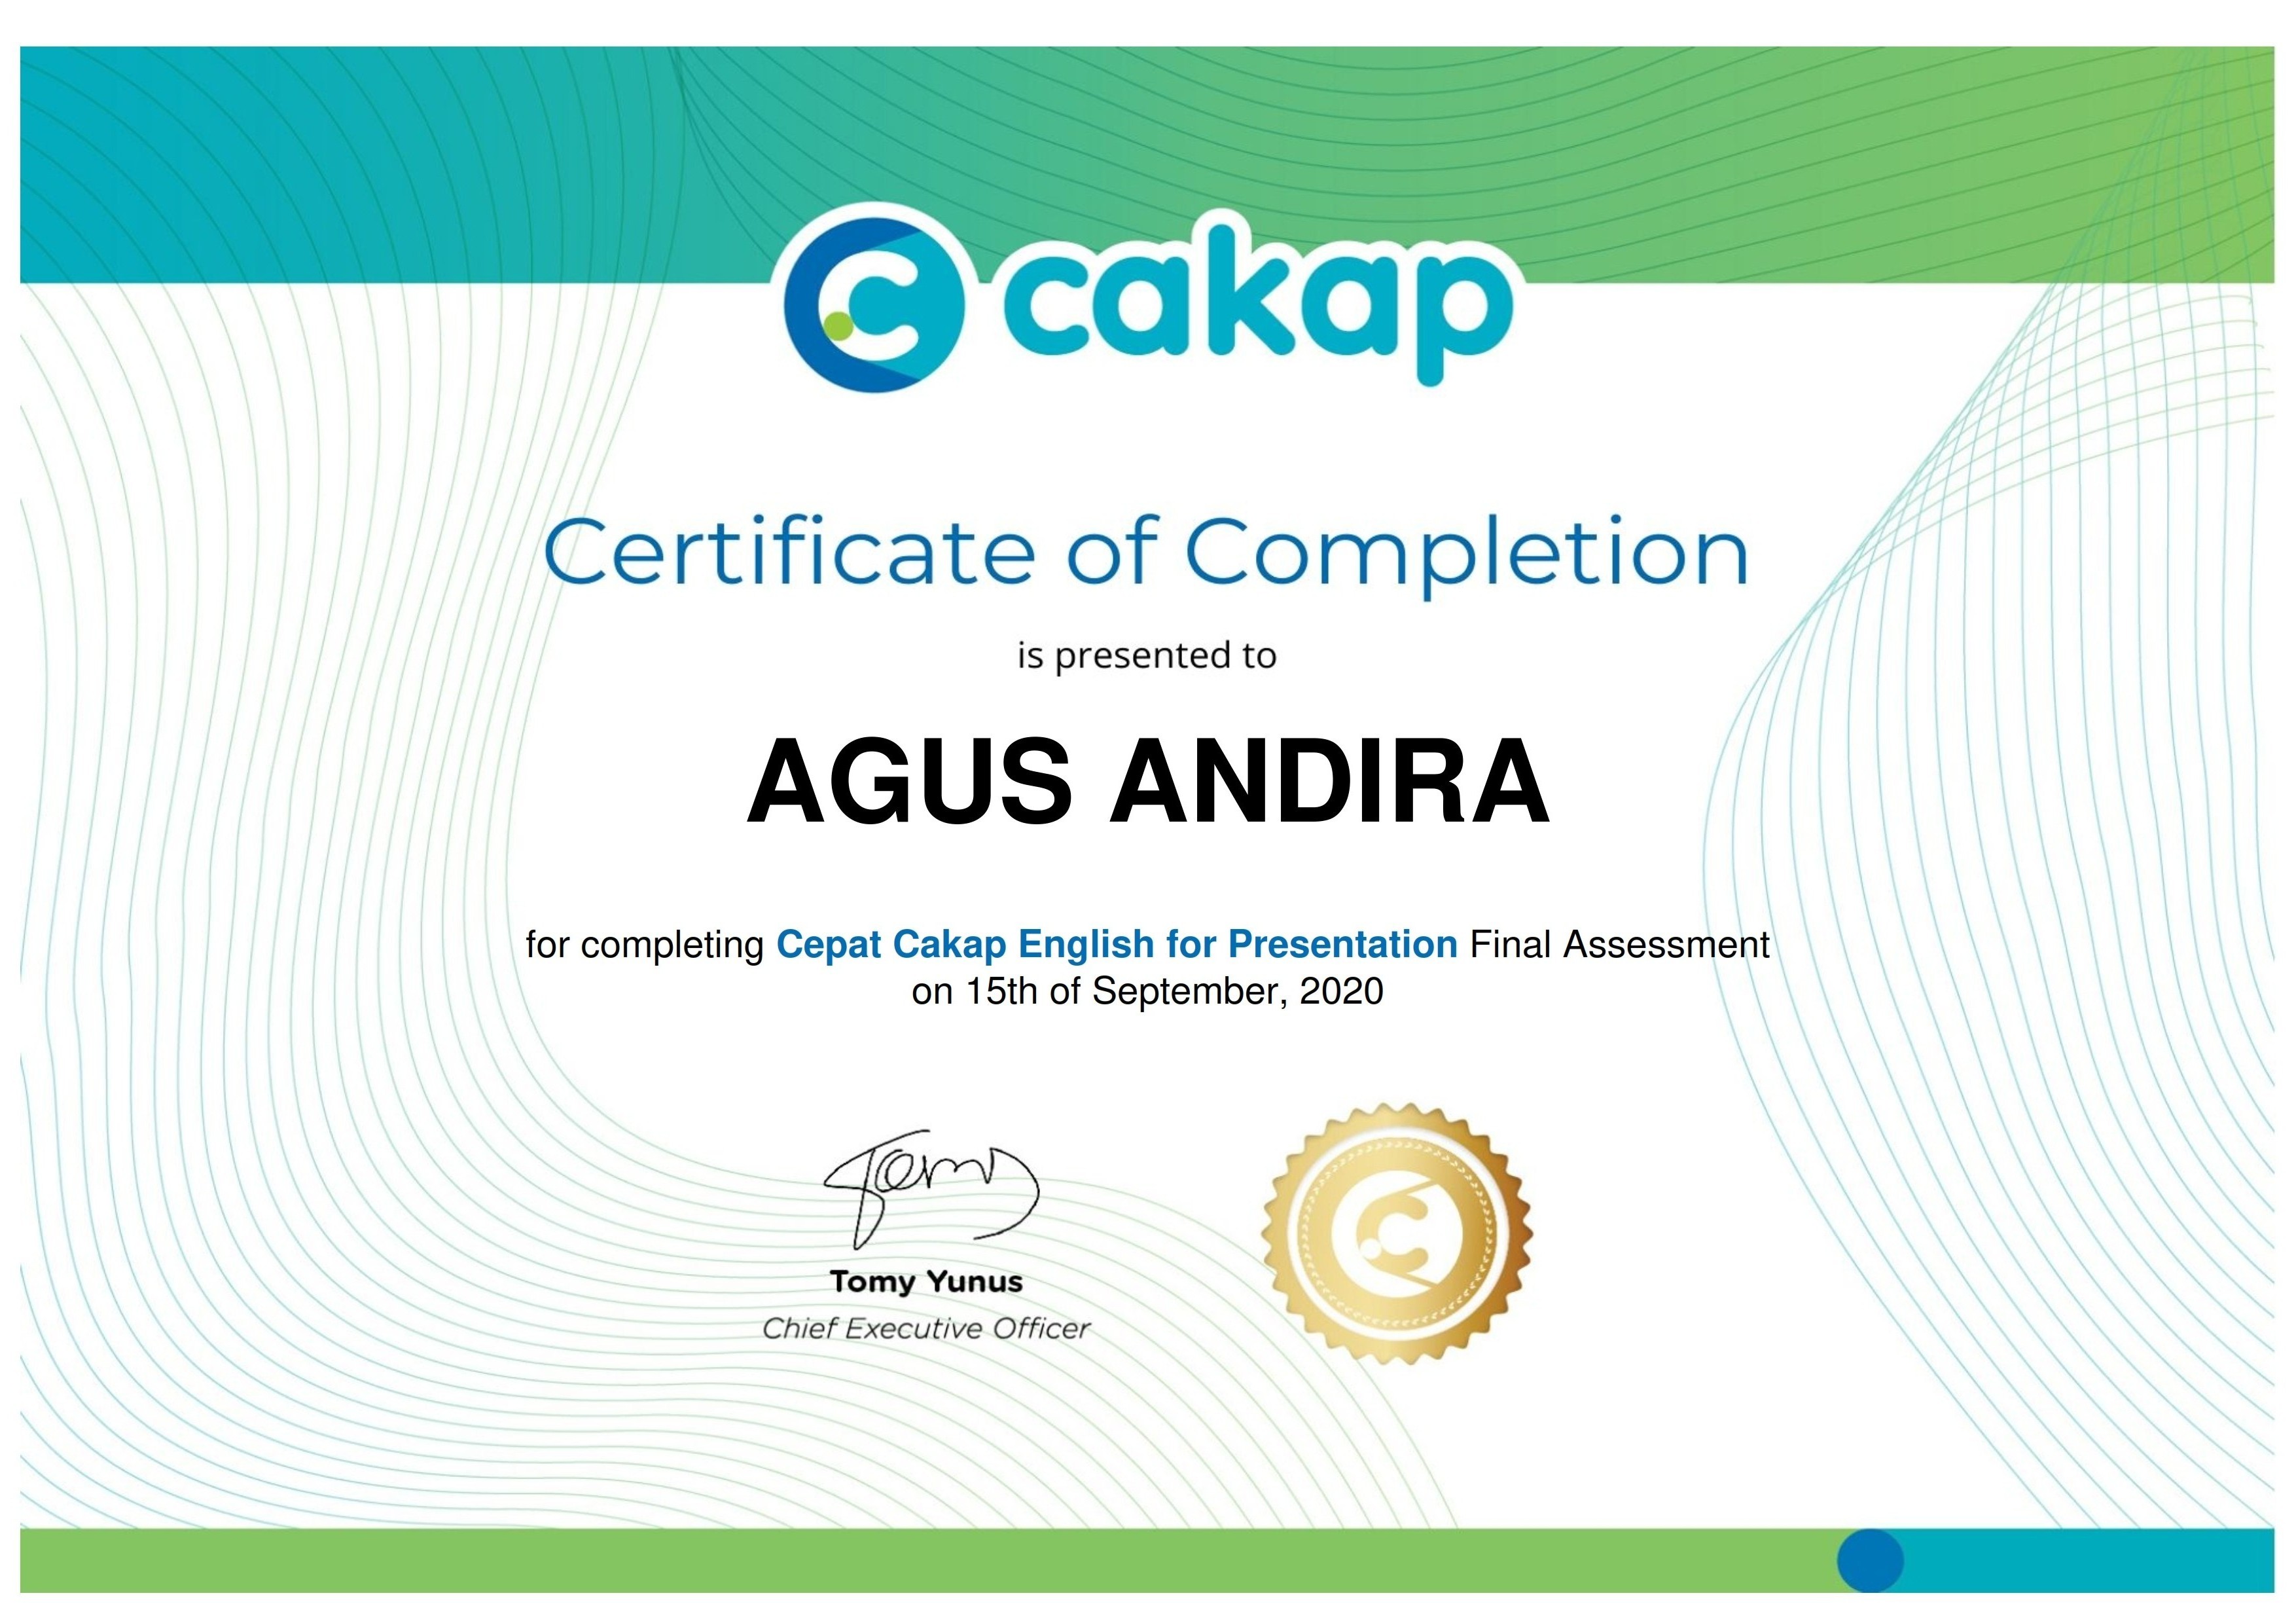 cakap
Certificate of Completion
is presented to
AGUS ANDIRA
for completing Cepat Cakap English for Presentation Final Assessment
on 15th of September, 2020
Tomy
Tomy Yunus
Chief Executive Officer